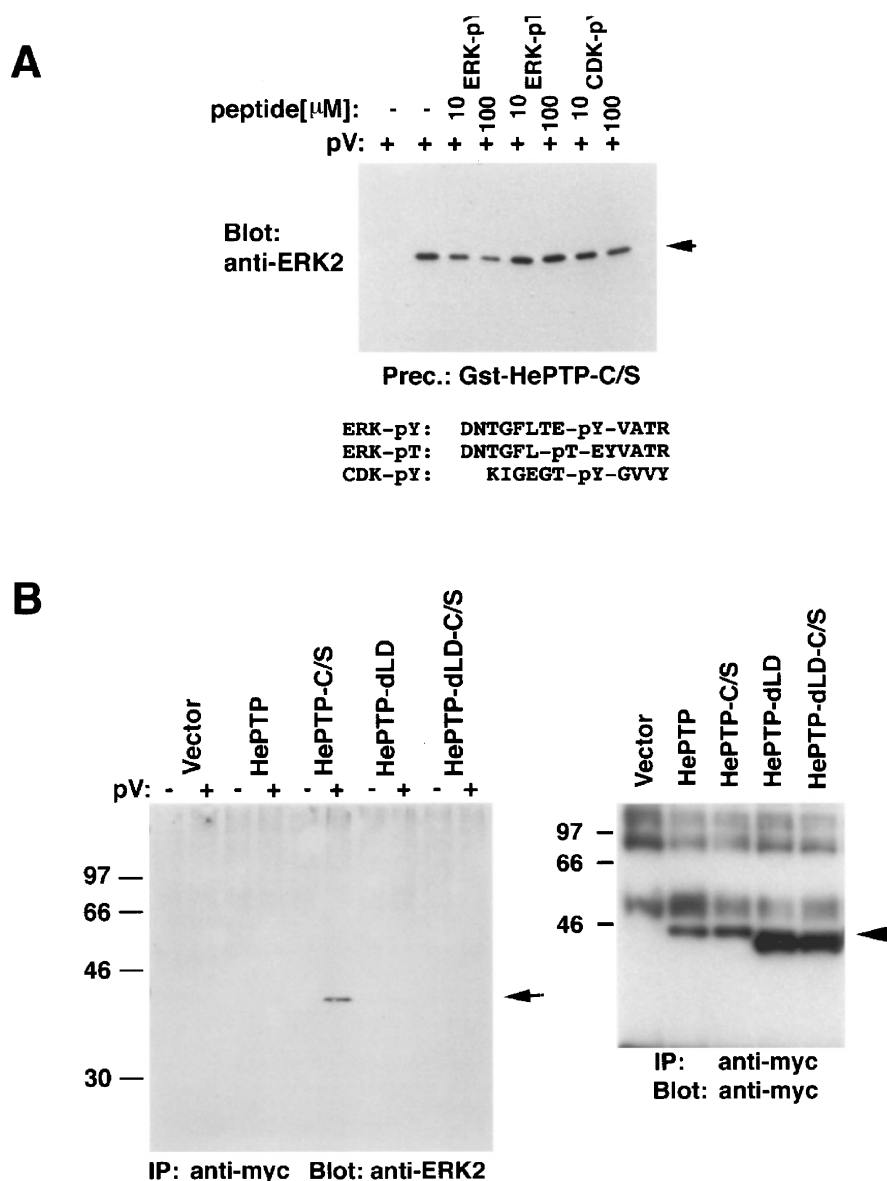 A
ERK-p
ERK-p
CDK-p
peptide[µM]: - - 10 100 10 100 10 100
pV: + + + + + + + +
Blot:
anti-ERK2
Prec.: Gst-HePTP-C/S
ERK-pY: DNTGFLTE-pY-VATR
ERK-pT: DNTGFL-pT-EYVATR
CDK-pY: KIGEGT-pY-GVVY
B
Vector
HePTP
HePTP-C/S
HePTP-dLD
HePTP-dLD-C/S
pV: - + - + - + - + - +
97
66
46
30
IP: anti-myc Blot: anti-ERK2
Vector
HePTP
HePTP-C/S
HePTP-dLD
HePTP-dLD-C/S
97
66
46
IP: anti-myc
Blot: anti-myc